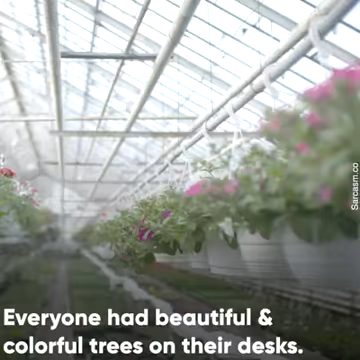 Sarcasm.co
Everyone had beautiful &
colorful trees on their desks.